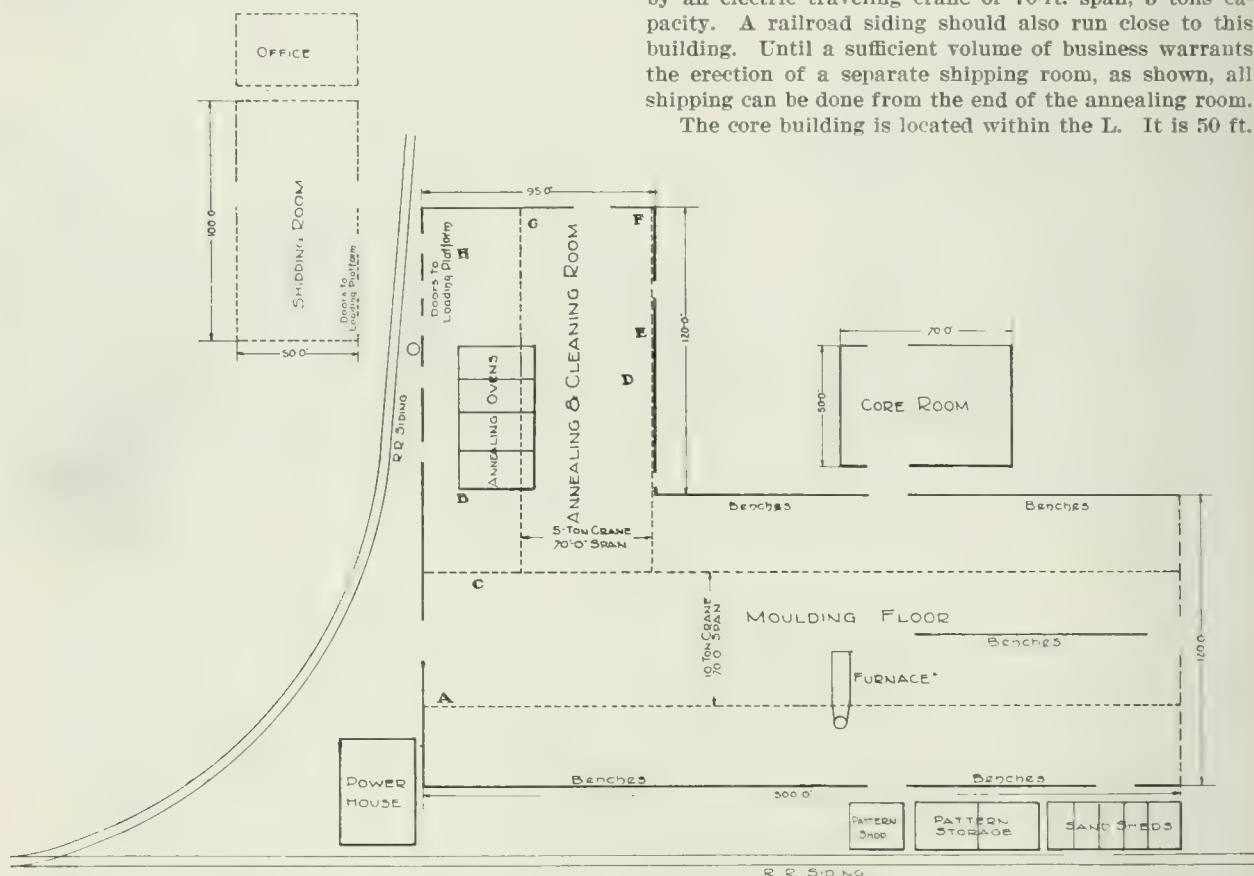 by an electric traveling crane of 70-ft. span, 5 tons ca-
pacity. A railroad siding should also run close to this
building. Until a sufficient volume of business warrants
the erection of a separate shipping room, as shown, all
shipping can be done from the end of the annealing room.
The core building is located within the L. It is 50 ft.
OFFICE
100'0"
SHIPPING ROOM
Doors To
Loading Platform
50'0"
R R SIDING
95'0"
Doors To
Loading Platform
H
G
F
ANNEALING & CLEANING ROOM
E
D
120'0"
ANNEALING OVENS
B
5-TON CRANE
70'-0" SPAN
70'0"
50'0"
CORE ROOM
Benches
Benches
C
10 TON CRANE
70'0" SPAN
MOULDING FLOOR
Benches
FURNACE
120'0"
A
POWER
HOUSE
Benches
Benches
300'0"
PATTERN
SHOP
PATTERN
STORAGE
SAND SHEDS
R R SIDING